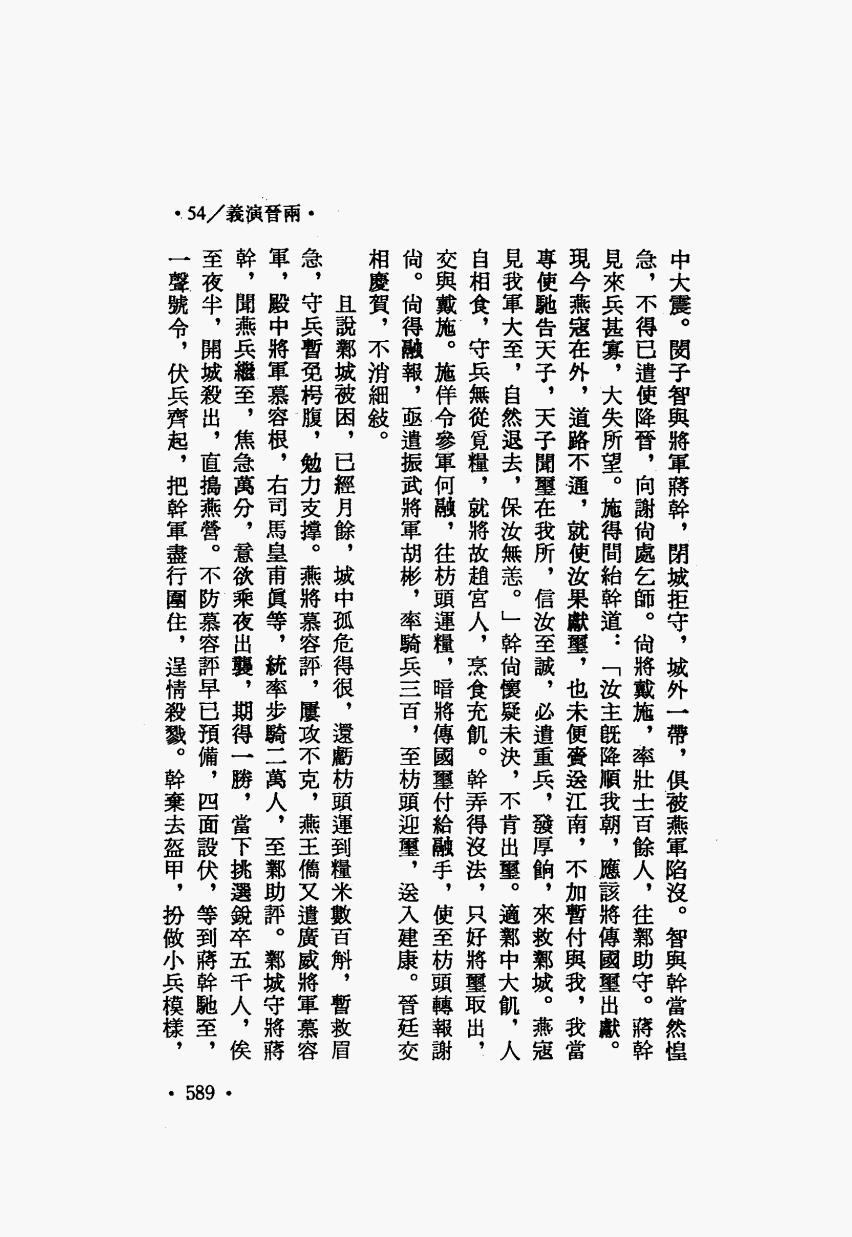 •54/義演晉兩•
中大震。閔子智與將軍蔣幹，閉城拒守，城外一帶，俱被燕軍陷沒。智與幹當然惶
急，不得已遣使降晉，向謝尙處乞師。尙將戴施，率壯士百餘人，往鄴助守。蔣幹
見來兵甚寡，大失所望。施得間紿幹道：「汝主旣降順我朝，應該將傳國璽出獻。
現今燕寇在外，道路不通，就使汝果獻璽，也未便賫送江南，不加暫付與我，我當
專使馳告天子，天子聞璽在我所，信汝至誠，必遣重兵，發厚餉，來救鄴城。燕寇
見我軍大至，自然退去，保汝無恙。」幹尙懷疑未決，不肯出璽。適鄴中大飢，人
自相食，守兵無從覓糧，就將故趙宮人，烹食充飢。幹弄得沒法，只好將璽取出，
交與戴施。施佯令參軍何融，往枋頭運糧，暗將傳國璽付給融手，使至枋頭轉報謝
尙。尙得融報，亟遣振武將軍胡彬，率騎兵三百，至枋頭迎璽，送入建康。晉廷交
相慶賀，不消細敍。
且說鄴城被困，已經月餘，城中孤危得很，還虧枋頭運到糧米數百斛，暫救眉
急，守兵暫免枵腹，勉力支撐。燕將慕容評，屢攻不克，燕王儁又遣廣威將軍慕容
軍，殿中將軍慕容根，右司馬皇甫眞等，統率步騎二萬人，至鄴助評。鄴城守將蔣
幹，聞燕兵繼至，焦急萬分，意欲乘夜出襲，期得一勝，當下挑選銳卒五千人，俟
至夜半，開城殺出，直搗燕營。不防慕容評早已預備，四面設伏，等到蔣幹馳至，
一聲號令，伏兵齊起，把幹軍盡行圍住，逞情殺戮。幹棄去盔甲，扮做小兵模樣，
•589•